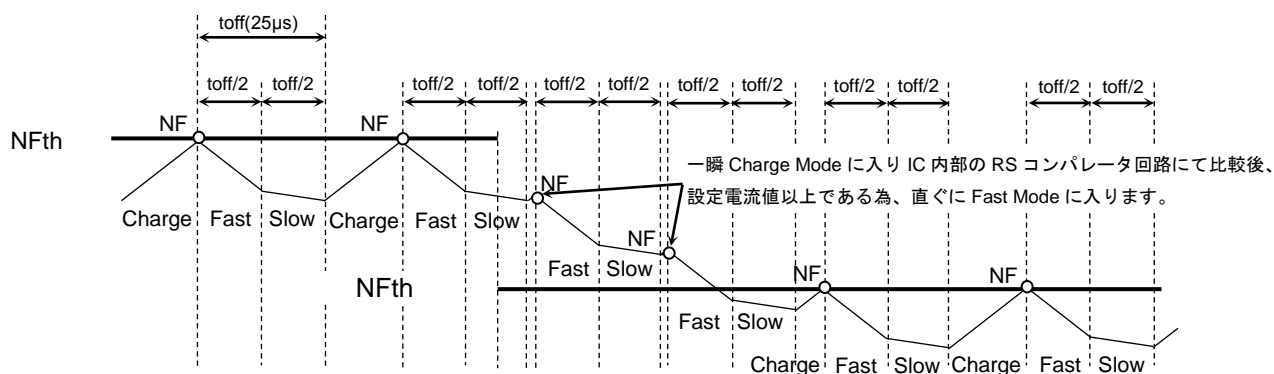 toff(25μs)
toff/2 toff/2 toff/2 toff/2 toff/2 toff/2 toff/2 toff/2 toff/2 toff/2 toff/2 toff/2
NFth NF NF
一瞬 Charge Mode に入り IC 内部の RS コンパレータ回路にて比較後、
設定電流値以上である為、直ぐに Fast Mode に入ります。
NF
Charge Fast Slow Charge Fast Slow
NF
Fast Slow
NFth NF NF
Fast Slow
Charge Fast Slow Charge Fast Slow